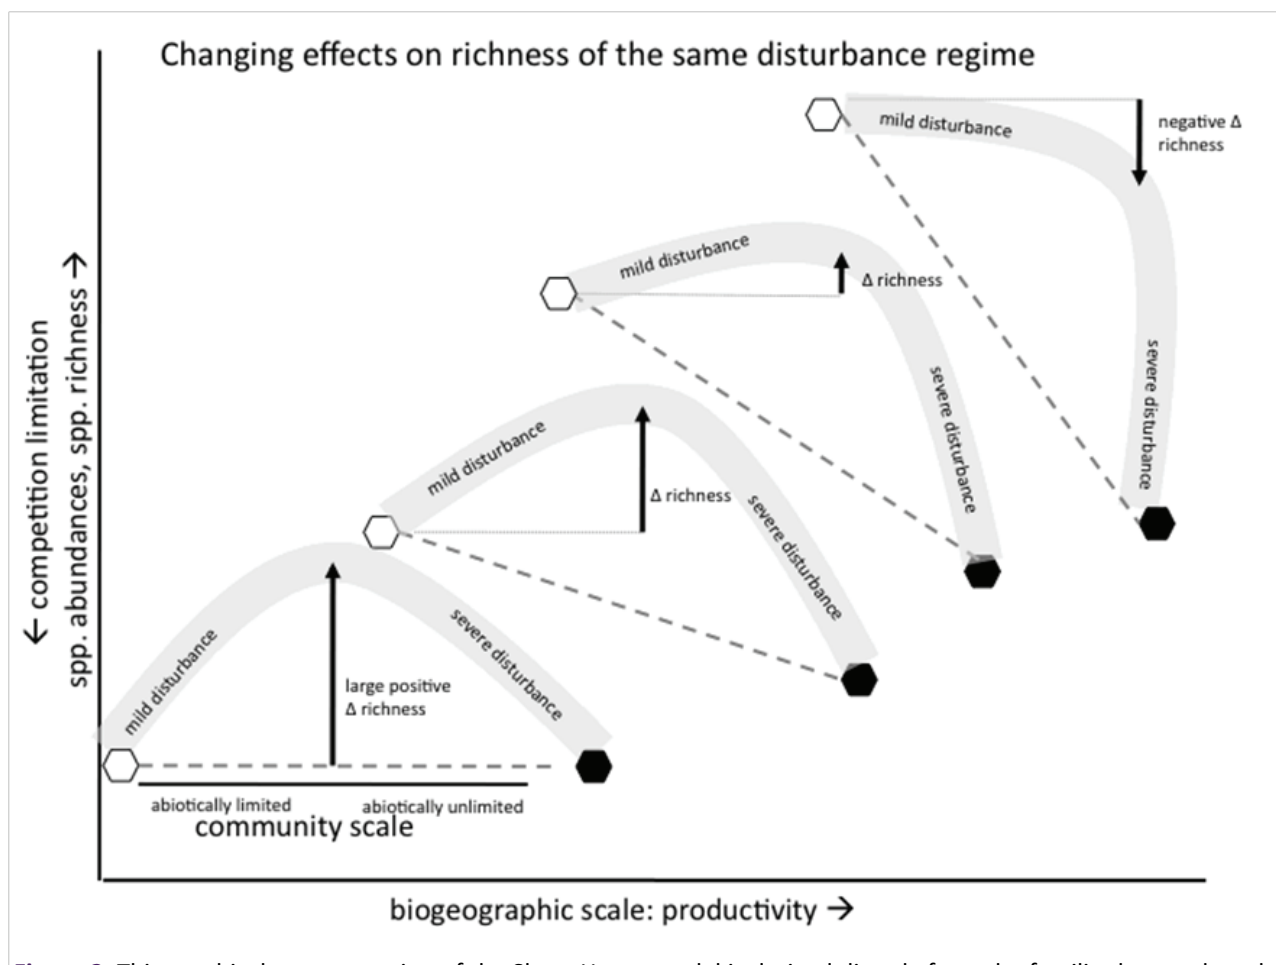 Changing effects on richness of the same disturbance regime
mild disturbance
negative Δ
richness
mild disturbance
Δ richness
severe disturbance
severe disturbance
← competition limitation
spp. abundances, spp. richness →
mild disturbance
Δ richness
severe disturbance
mild disturbance
severe disturbance
large positive
Δ richness
abiotically limited
abiotically unlimited
community scale
biogeographic scale: productivity →